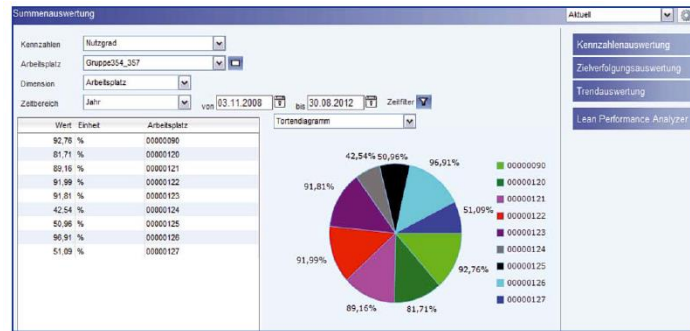 Summenauswertung
Aktuell
Kennzahlen Nutzgrad
Arbeitsplatz Gruppe354_357
Dimension Arbeitsplatz
Zeitbereich Jahr von 03.11.2008 bis 30.08.2012 Zeitfilter
Tortendiagramm
Wert Einheit Arbeitsplatz
92,76 % 00000090
81,71 % 00000120
89,16 % 00000121
91,99 % 00000122
91,81 % 00000123
42,54 % 00000124
50,96 % 00000125
96,91 % 00000126
51,09 % 00000127
42,54% 50,96% 96,91%
91,81%
51,09%
91,99%
92,76%
89,16% 81,71%
00000090
00000120
00000121
00000122
00000123
00000124
00000125
00000126
00000127
Kennzahlenauswertung
Zielverfolgungsauswertung
Trendauswertung
Lean Performance Analyzer